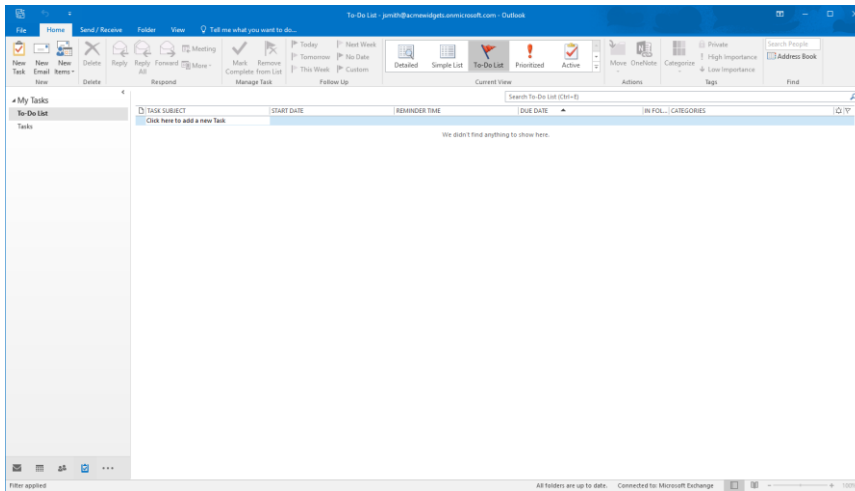 To-Do List - jsmith@acmewidgets.onmicrosoft.com - Outlook
File Home Send / Receive Folder View Tell me what you want to do...
New Task
New Email
New Items
Delete
Reply
Reply All
Forward
Meeting
More
Mark Complete
Remove from List
Today
Tomorrow
This Week
Next Week
No Date
Custom
Detailed
Simple List
To-Do List
Prioritized
Active
Move
OneNote
Categorize
Private
High Importance
Low Importance
Search People
Address Book
New Delete Respond Manage Task Follow Up Current View Actions Tags Find
My Tasks
To-Do List
Tasks
Search To-Do List (Ctrl+E)
TASK SUBJECT START DATE REMINDER TIME DUE DATE IN FOL... CATEGORIES
Click here to add a new Task
We didn't find anything to show here.
Filter applied
All folders are up to date. Connected to: Microsoft Exchange 100%